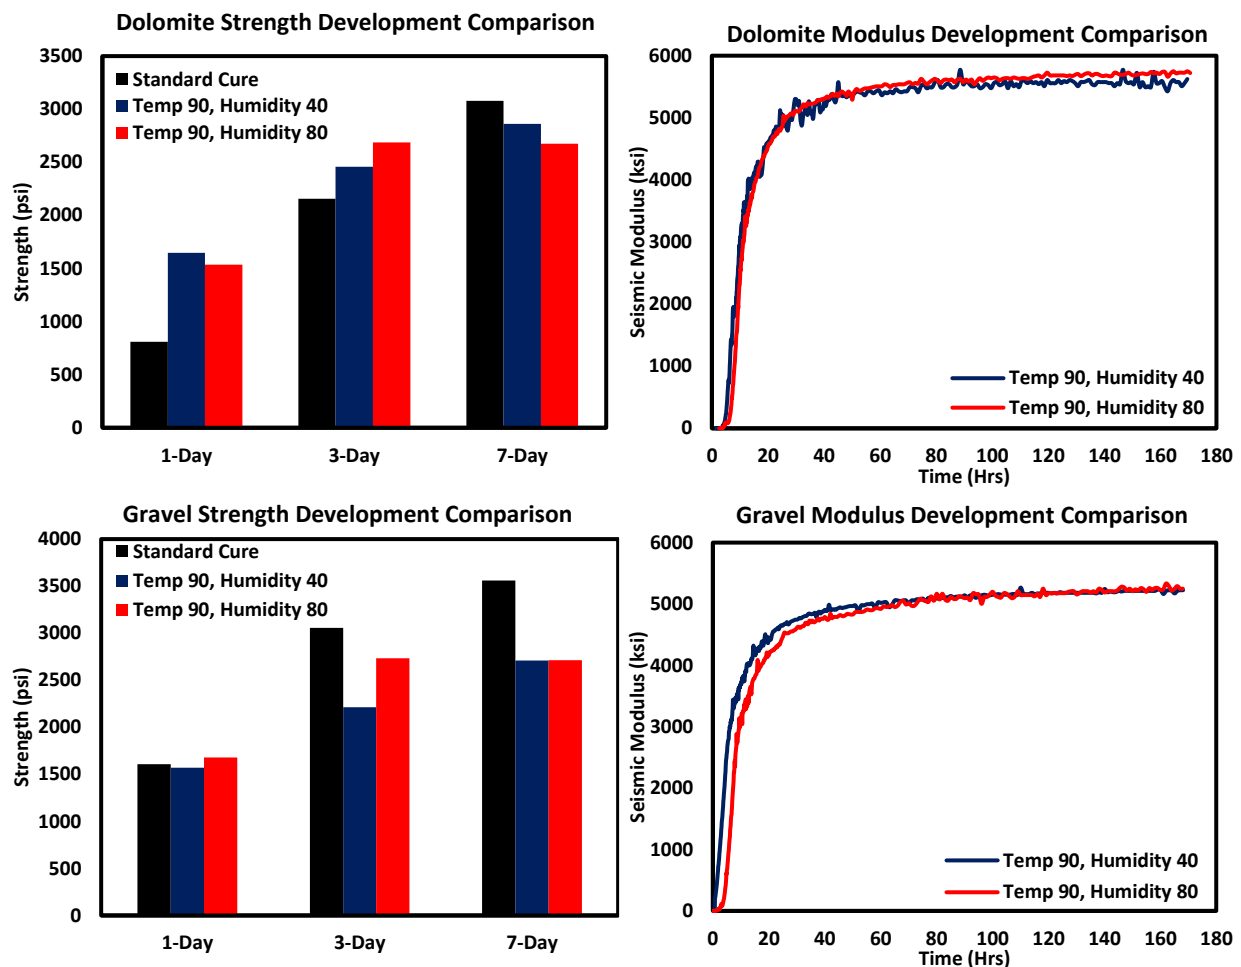 Dolomite Strength Development Comparison
3500
3000
2500
2000
1500
1000
500
0
Strength (psi)
Standard Cure
Temp 90, Humidity 40
Temp 90, Humidity 80
1-Day 3-Day 7-Day
Dolomite Modulus Development Comparison
6000
5000
4000
3000
2000
1000
0
Seismic Modulus (ksi)
Temp 90, Humidity 40
Temp 90, Humidity 80
0 20 40 60 80 100 120 140 160 180
Time (Hrs)
Gravel Strength Development Comparison
4000
3500
3000
2500
2000
1500
1000
500
0
Strength (psi)
Standard Cure
Temp 90, Humidity 40
Temp 90, Humidity 80
1-Day 3-Day 7-Day
Gravel Modulus Development Comparison
6000
5000
4000
3000
2000
1000
0
Seismic Modulus (ksi)
Temp 90, Humidity 40
Temp 90, Humidity 80
0 20 40 60 80 100 120 140 160 180
Time (Hrs)